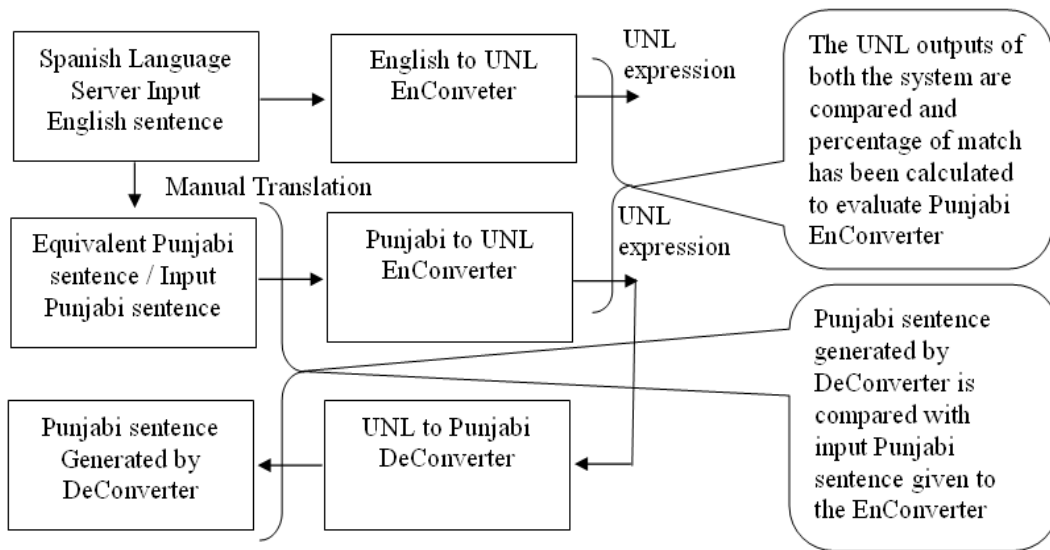 Spanish Language
Server Input
English sentence
English to UNL
EnConveter
UNL
expression
The UNL outputs of
both the system are
compared and
percentage of match
has been calculated
to evaluate Punjabi
EnConverter
Manual Translation
Equivalent Punjabi
sentence / Input
Punjabi sentence
Punjabi to UNL
EnConverter
UNL
expression
Punjabi sentence
generated by
DeConverter is
compared with
input Punjabi
sentence given to
the EnConverter
Punjabi sentence
Generated by
DeConverter
UNL to Punjabi
DeConverter